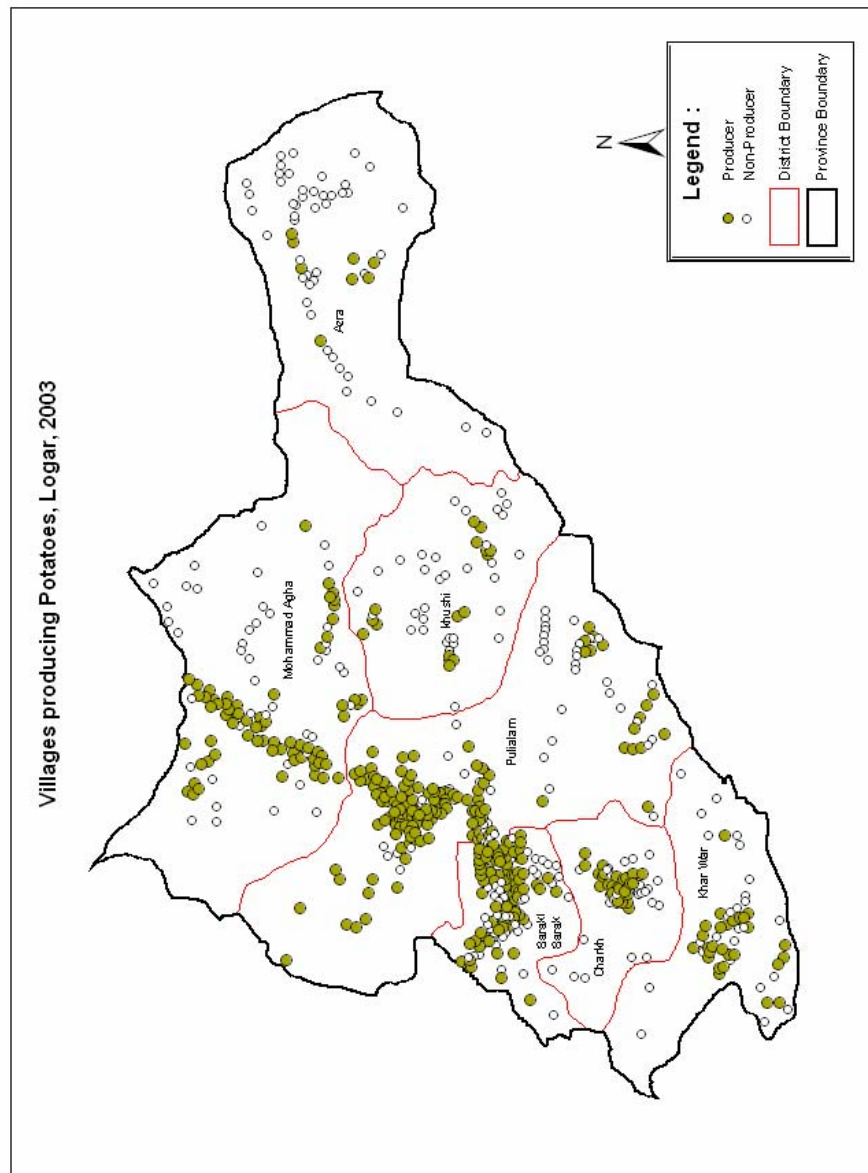 Villages producing Potatoes, Logar, 2003
N
Legend :
Producer
Non-Producer
District Boundary
Province Boundary
Azra
Mohammad Agha
khushi
Pulialam
Saraki
Sarak
Charkh
Khar War